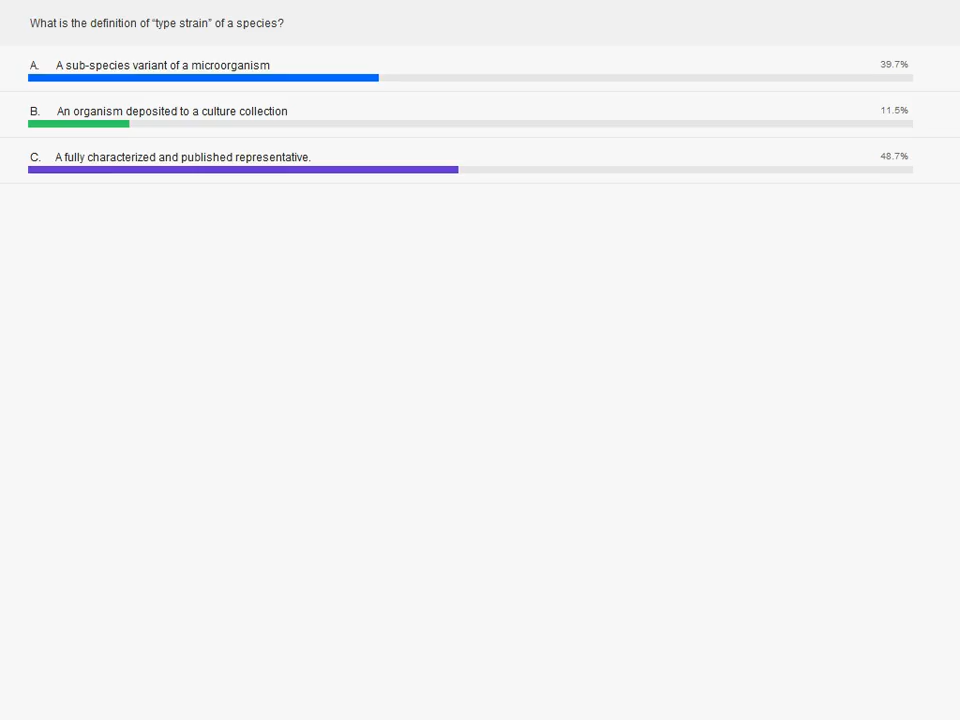 What is the definition of “type strain” of a species?
A. A sub-species variant of a microorganism 39.7%
B. An organism deposited to a culture collection 11.5%
C. A fully characterized and published representative. 48.7%